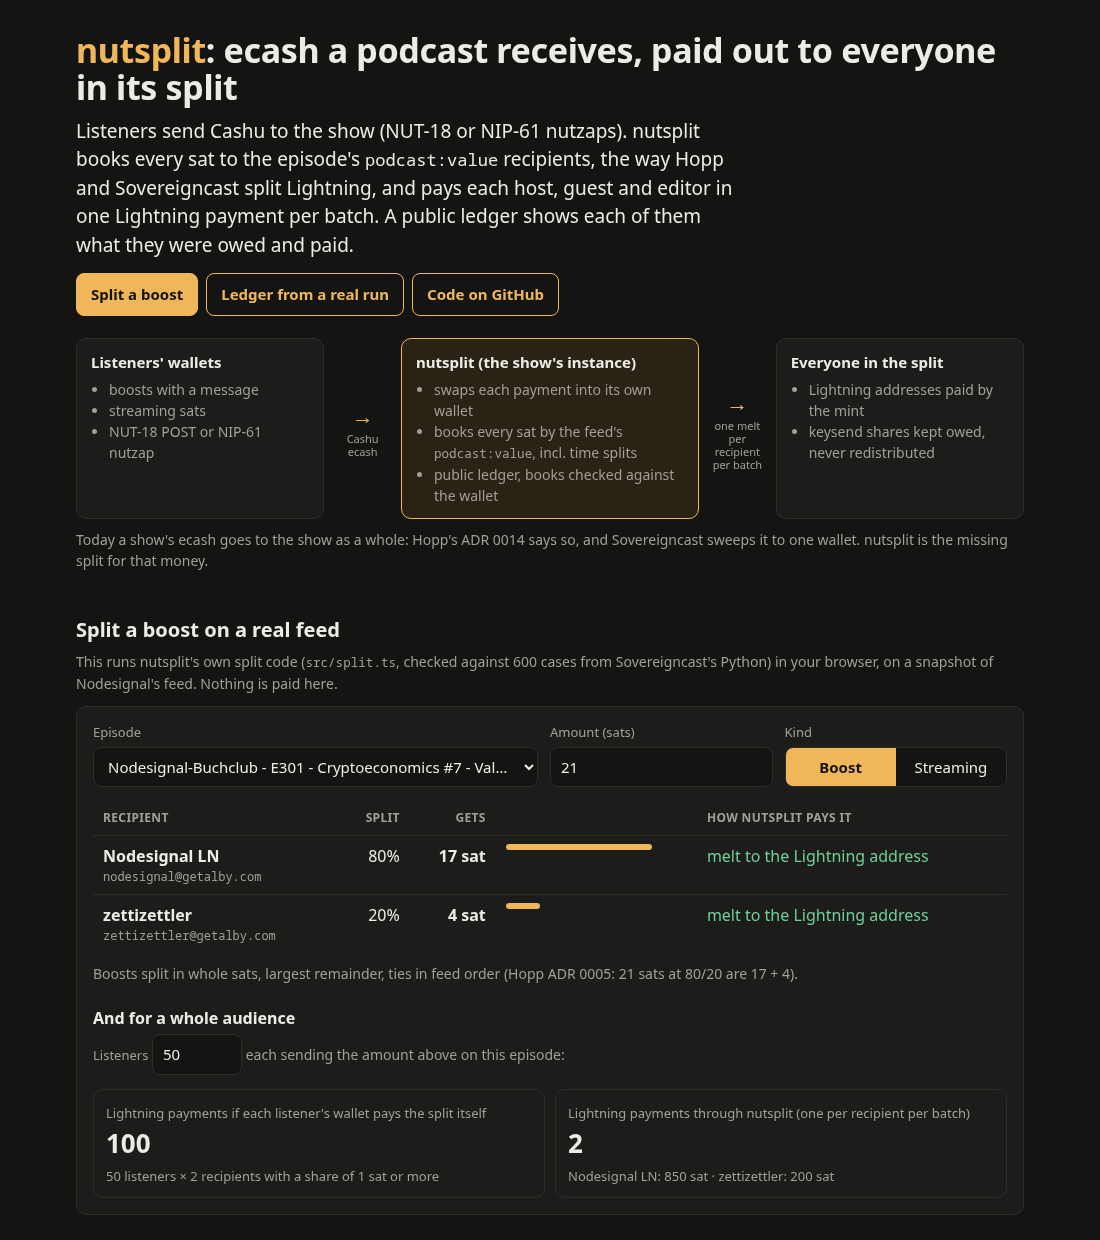 nutsplit: ecash a podcast receives, paid out to everyone
in its split
Listeners send Cashu to the show (NUT-18 or NIP-61 nutzaps). nutsplit
books every sat to the episode's podcast:value recipients, the way Hopp
and Sovereigncast split Lightning, and pays each host, guest and editor in
one Lightning payment per batch. A public ledger shows each of them
what they were owed and paid.
Split a boost
Ledger from a real run
Code on GitHub
Listeners' wallets
• boosts with a message
• streaming sats
• NUT-18 POST or NIP-61
nutzap
→
Cashu
ecash
nutsplit (the show's instance)
• swaps each payment into its own
wallet
• books every sat by the feed's
podcast:value, incl. time splits
• public ledger, books checked against
the wallet
→
one melt
per
recipient
per batch
Everyone in the split
• Lightning addresses paid by
the mint
• keysend shares kept owed,
never redistributed
Today a show's ecash goes to the show as a whole: Hopp's ADR 0014 says so, and Sovereigncast sweeps it to one wallet. nutsplit is the missing
split for that money.
Split a boost on a real feed
This runs nutsplit's own split code (src/split.ts, checked against 600 cases from Sovereigncast's Python) in your browser, on a snapshot of
Nodesignal's feed. Nothing is paid here.
Episode
Amount (sats)
Kind
Nodesignal-Buchclub - E301 - Cryptoeconomics #7 - Val...
21
Boost
Streaming
RECIPIENT SPLIT GETS HOW NUTSPLIT PAYS IT
Nodesignal LN 80% 17 sat melt to the Lightning address
nodesignal@getalby.com
zettizettler 20% 4 sat melt to the Lightning address
zettizettler@getalby.com
Boosts split in whole sats, largest remainder, ties in feed order (Hopp ADR 0005: 21 sats at 80/20 are 17 + 4).
And for a whole audience
Listeners 50 each sending the amount above on this episode:
Lightning payments if each listener's wallet pays the split itself
100
50 listeners × 2 recipients with a share of 1 sat or more
Lightning payments through nutsplit (one per recipient per batch)
2
Nodesignal LN: 850 sat · zettizettler: 200 sat